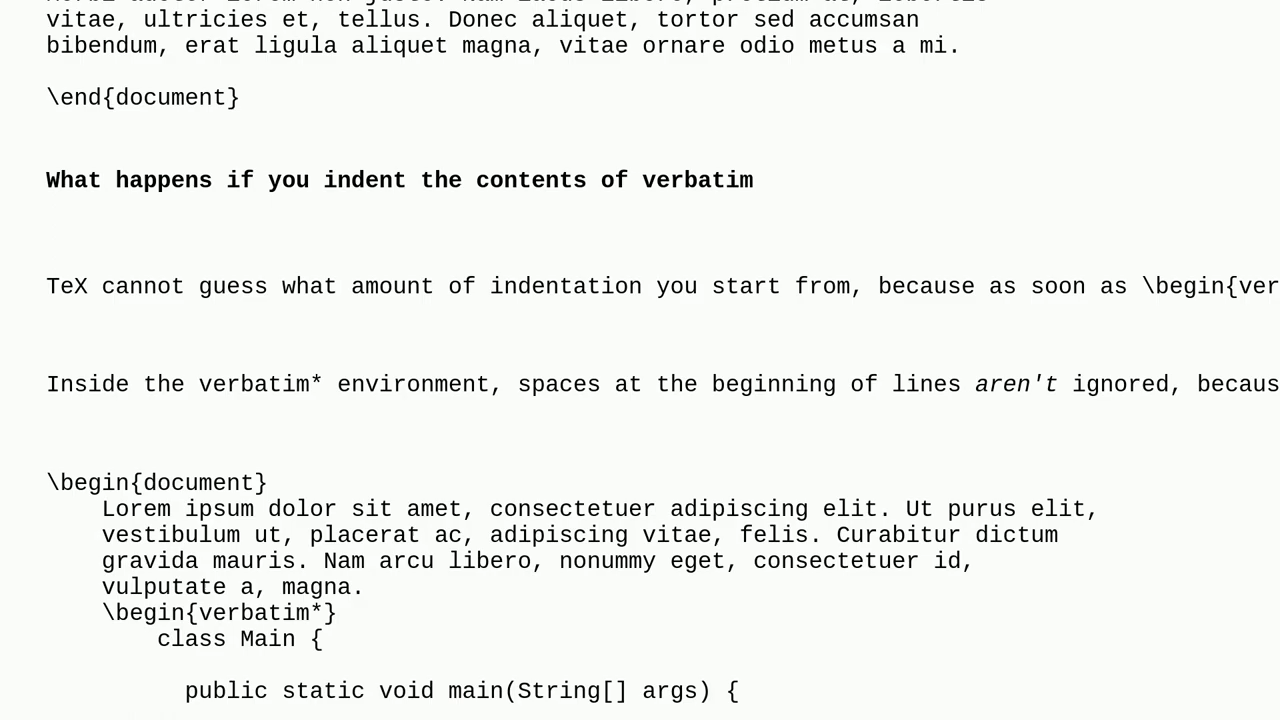 vitae, ultricies et, tellus. Donec aliquet, tortor sed accumsan
bibendum, erat ligula aliquet magna, vitae ornare odio metus a mi.
\end{document}
What happens if you indent the contents of verbatim
TeX cannot guess what amount of indentation you start from, because as soon as \begin{ver
Inside the verbatim* environment, spaces at the beginning of lines aren't ignored, becaus
\begin{document}
Lorem ipsum dolor sit amet, consectetuer adipiscing elit. Ut purus elit,
vestibulum ut, placerat ac, adipiscing vitae, felis. Curabitur dictum
gravida mauris. Nam arcu libero, nonummy eget, consectetuer id,
vulputate a, magna.
\begin{verbatim*}
class Main {
public static void main(String[] args) {